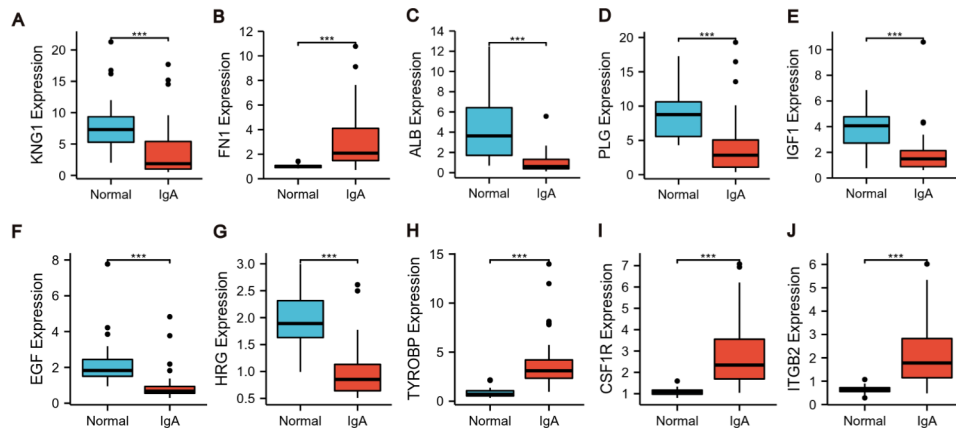 A
***
KNG1 Expression
20
15
10
5
0
Normal IgA
B
***
FN1 Expression
12
10
8
6
4
2
0
Normal IgA
C
***
ALB Expression
14
12
10
8
6
4
2
0
Normal IgA
D
***
PLG Expression
20
15
10
5
0
Normal IgA
E
***
IGF1 Expression
10
8
6
4
2
0
Normal IgA
F
***
EGF Expression
8
6
4
2
0
Normal IgA
G
***
HRG Expression
3.0
2.5
2.0
1.5
1.0
0.5
Normal IgA
H
***
TYROBP Expression
15
10
5
0
Normal IgA
I
***
CSF1R Expression
7
6
5
4
3
2
1
Normal IgA
J
***
ITGB2 Expression
6
5
4
3
2
1
0
Normal IgA